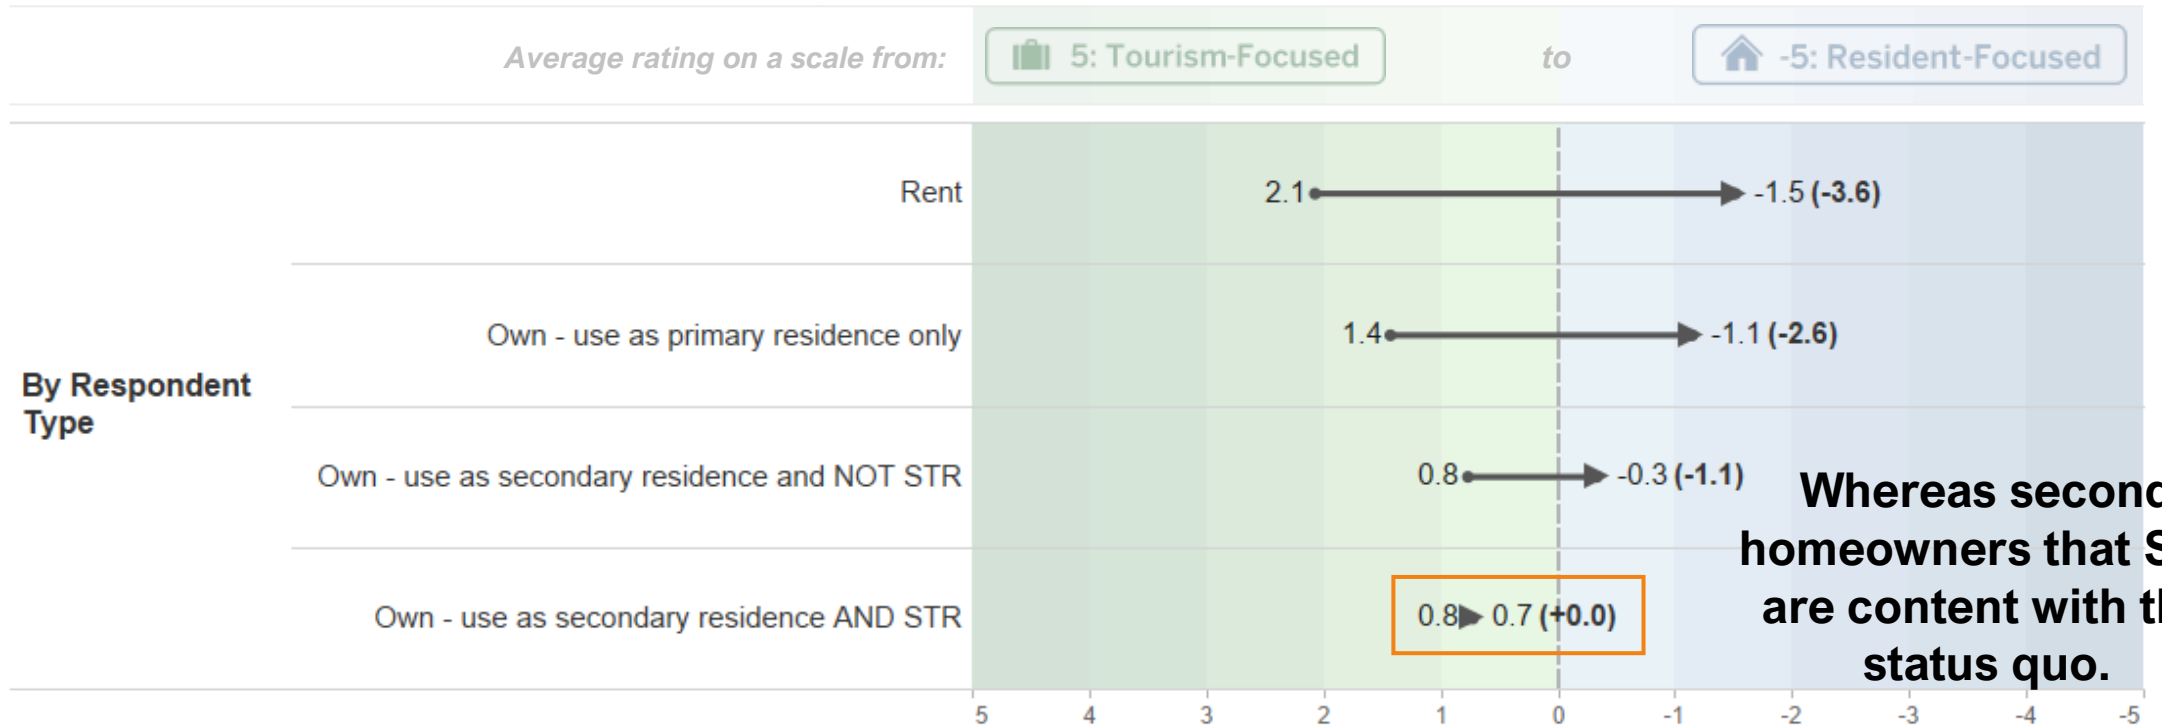 Average rating on a scale from: 5: Tourism-Focused to -5: Resident-Focused
By Respondent
Type
Rent 2.1 -1.5 (-3.6)
Own - use as primary residence only 1.4 -1.1 (-2.6)
Own - use as secondary residence and NOT STR 0.8 -0.3 (-1.1)
Own - use as secondary residence AND STR 0.8 0.7 (+0.0)
Whereas second
homeowners that
are content with
status quo.
5 4 3 2 1 0 -1 -2 -3 -4 -5